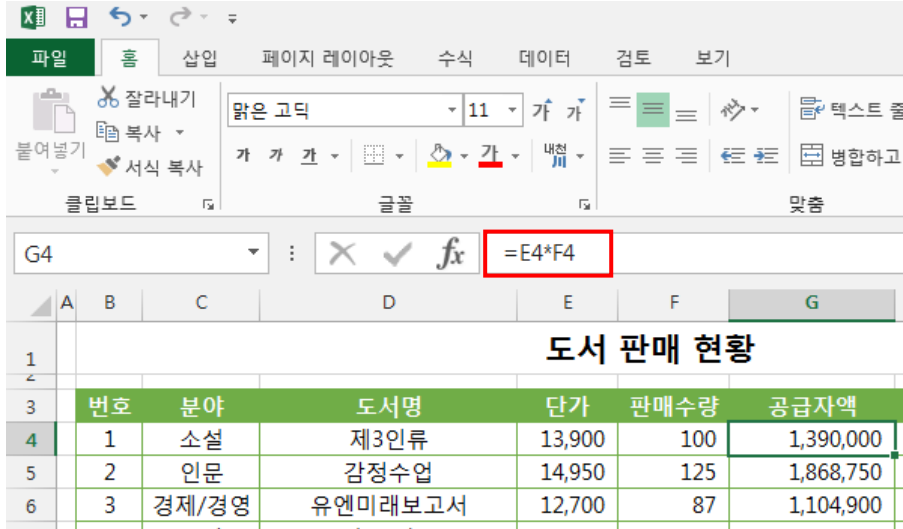 파일 홈 삽입 페이지 레이아웃 수식 데이터 검토 보기
붙여넣기
잘라내기
복사
서식 복사
클립보드
맑은 고딕 11 가 가
가 가 가 가 내천 川
글꼴
텍스트 줄
병합하고
맞춤
G4 fx =E4*F4
A B C D E F G
1 도서 판매 현황
2
3 번호 분야 도서명 단가 판매수량 공급자액
4 1 소설 제3인류 13,900 100 1,390,000
5 2 인문 감정수업 14,950 125 1,868,750
6 3 경제/경영 유엔미래보고서 12,700 87 1,104,900